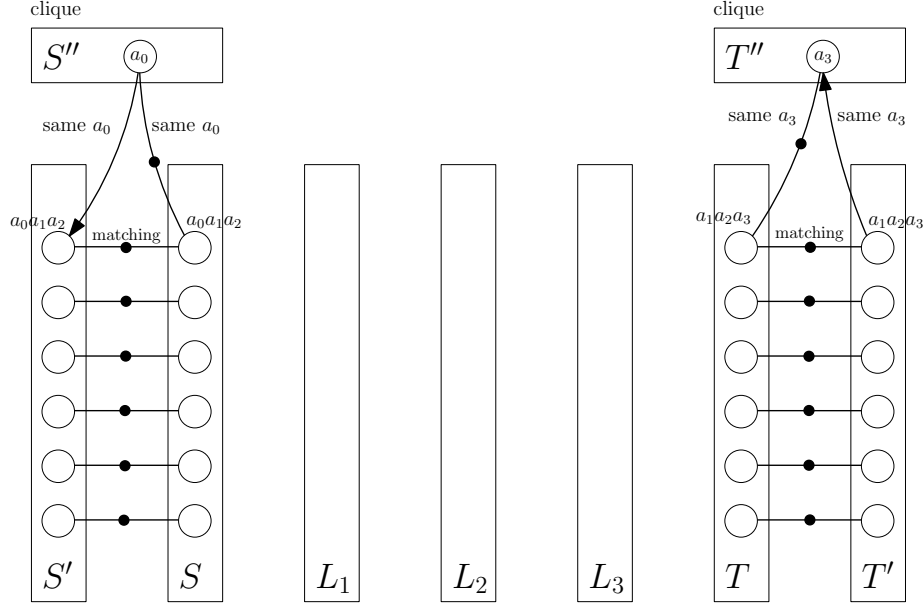 clique
clique
S''
a₀
T''
a₃
same a₀
same a₀
same a₃
same a₃
a₀a₁a₂
a₀a₁a₂
a₁a₂a₃
a₁a₂a₃
matching
matching
S'
S
L₁
L₂
L₃
T
T'